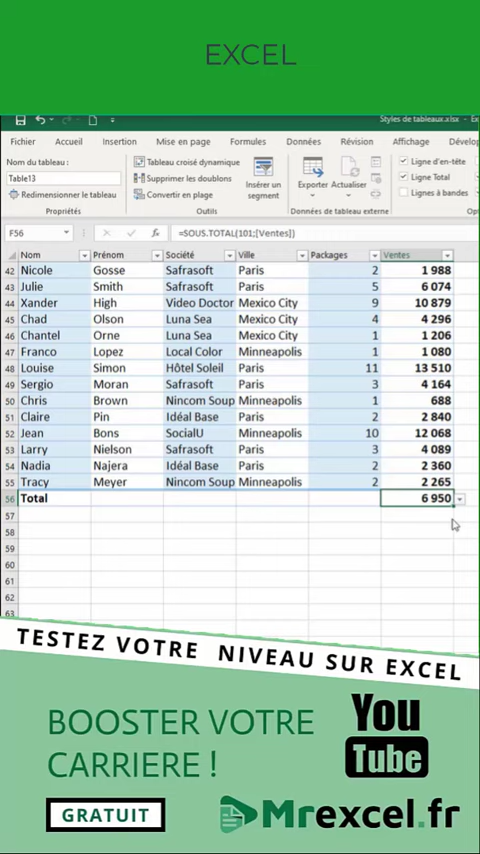 EXCEL
Styles de tableaux.xlsx - Ex
Fichier Accueil Insertion Mise en page Formules Données Révision Affichage Dévelo
Nom du tableau :
Table13
Redimensionner le tableau
Propriétés
Tableau croisé dynamique
Supprimer les doublons
Convertir en plage
Outils
Insérer un
segment
Exporter Actualiser
Données de tableau externe
Ligne d'en-tête
Ligne Total
Lignes à bandes
F56 fx =SOUS.TOTAL(101;[Ventes])
Nom Prénom Société Ville Packages Ventes
42 Nicole Gosse Safrasoft Paris 2 1 988
43 Julie Smith Safrasoft Paris 5 6 074
44 Xander High Video Doctor Mexico City 9 10 879
45 Chad Olson Luna Sea Mexico City 4 4 296
46 Chantel Orne Luna Sea Mexico City 1 1 206
47 Franco Lopez Local Color Minneapolis 1 1 080
48 Louise Simon Hôtel Soleil Paris 11 13 510
49 Sergio Moran Safrasoft Paris 3 4 164
50 Chris Brown Nincom Soup Minneapolis 1 688
51 Claire Pin Idéal Base Paris 2 2 840
52 Jean Bons SocialU Minneapolis 10 12 068
53 Larry Nielson Safrasoft Paris 3 4 089
54 Nadia Najera Idéal Base Paris 2 2 360
55 Tracy Meyer Nincom Soup Minneapolis 2 2 265
56 Total 6 950
57
58
59
60
61
62
63
TESTEZ VOTRE NIVEAU SUR EXCEL
BOOSTER VOTRE
CARRIERE !
GRATUIT
You
Tube
Mrexcel.fr